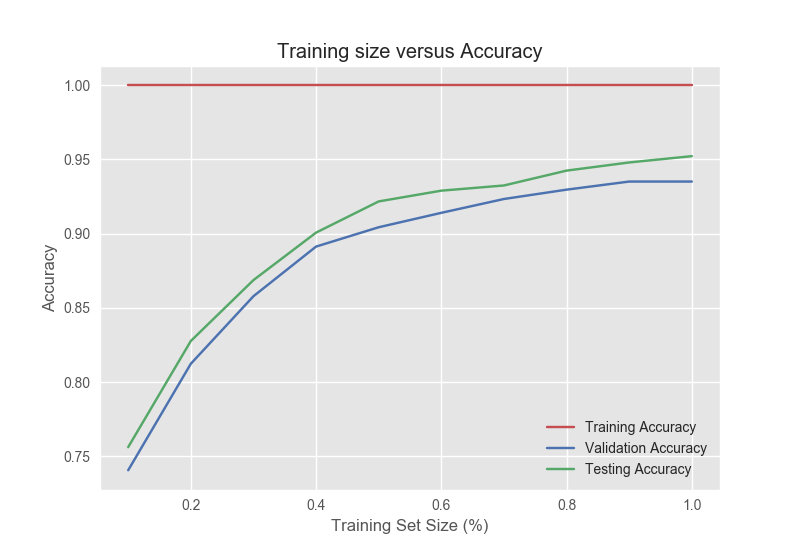 Training size versus Accuracy
1.00
0.95
0.90
0.85
0.80
0.75
Accuracy
Training Accuracy
Validation Accuracy
Testing Accuracy
0.2 0.4 0.6 0.8 1.0
Training Set Size (%)